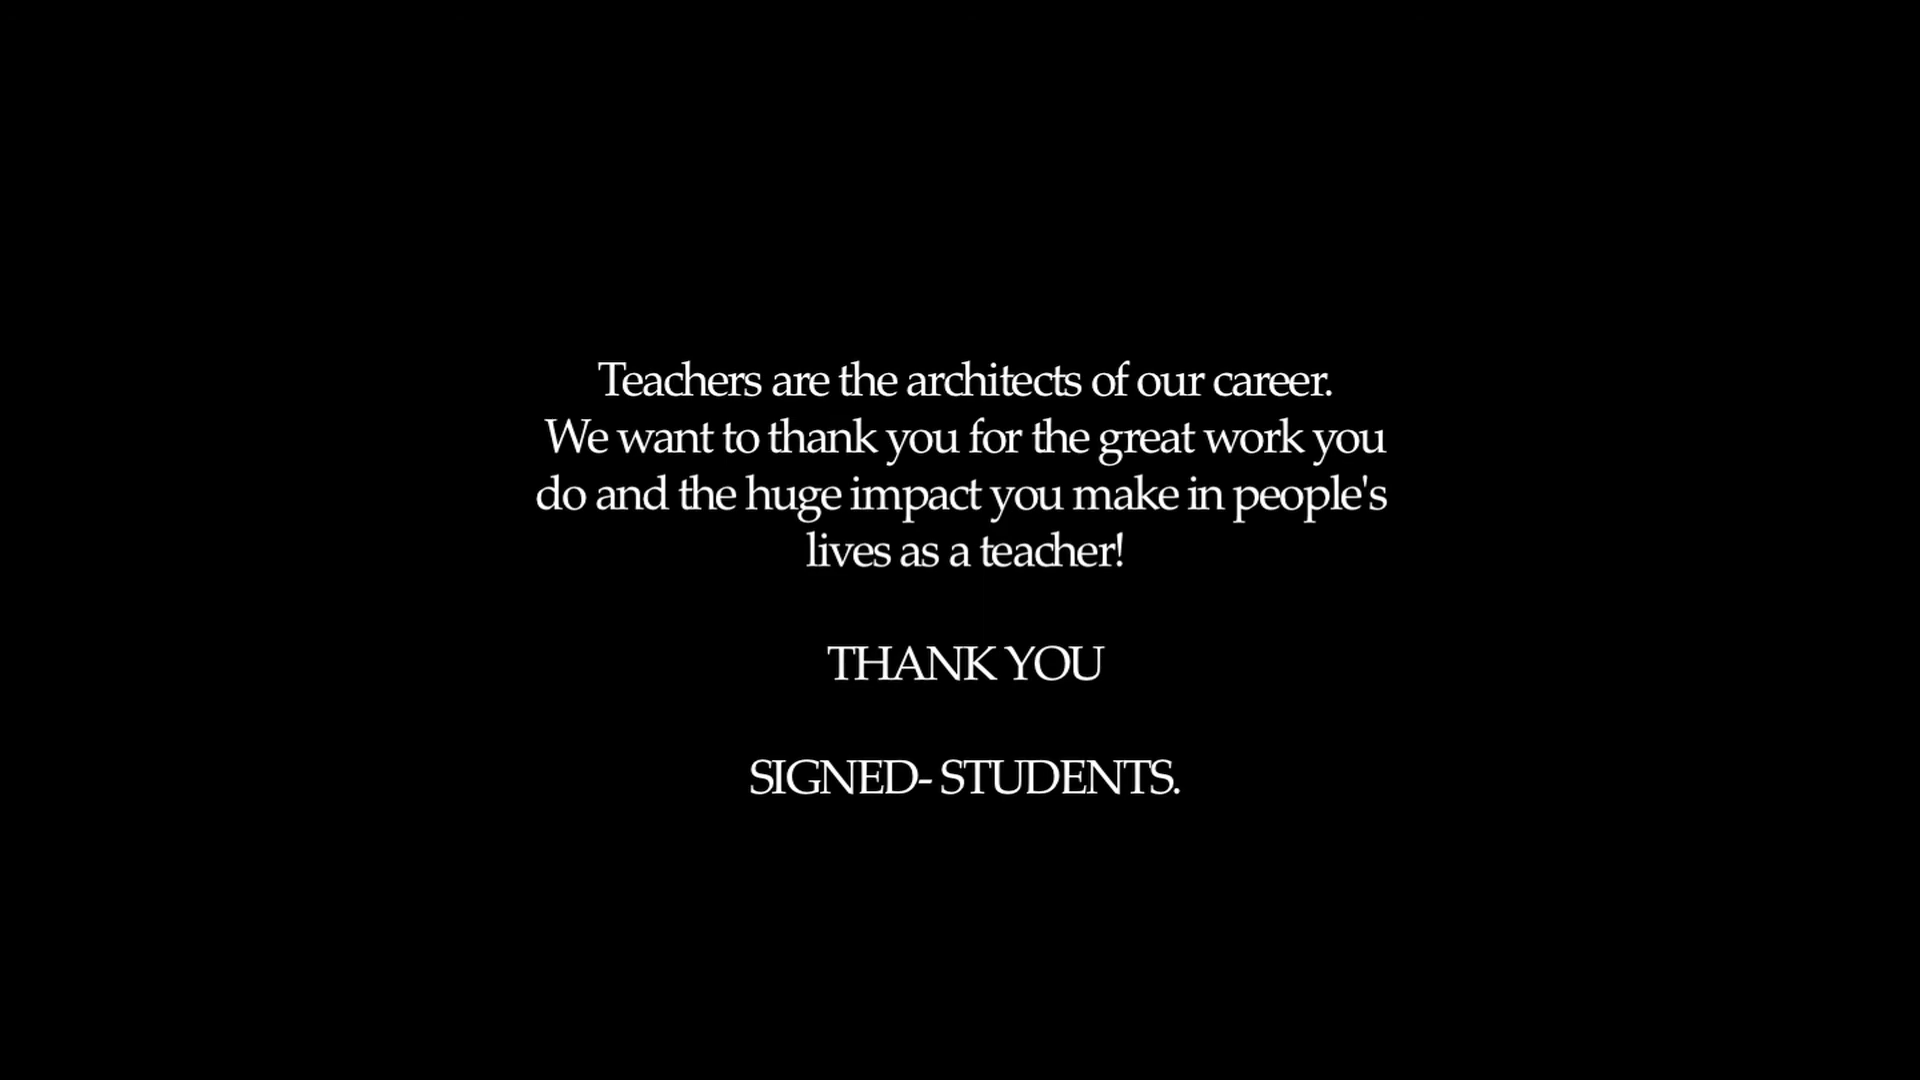 Teachers are the architects of our career.
We want to thank you for the great work you
do and the huge impact you make in people's
lives as a teacher!
THANK YOU
SIGNED- STUDENTS.